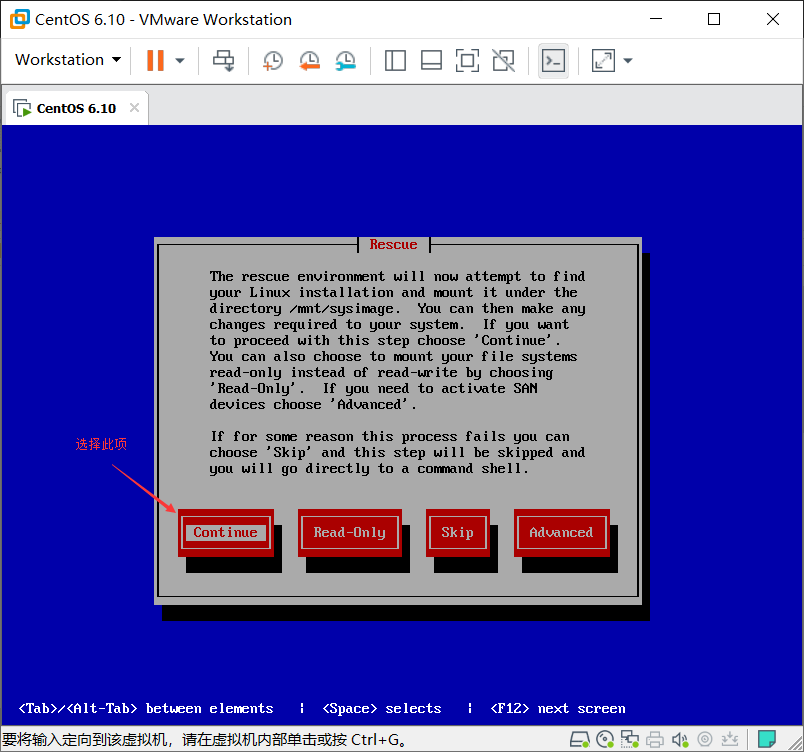 CentOS 6.10 - VMware Workstation
Workstation
CentOS 6.10
Rescue
The rescue environment will now attempt to find
your Linux installation and mount it under the
directory /mnt/sysimage.  You can then make any
changes required to your system.  If you want
to proceed with this step choose 'Continue'.
You can also choose to mount your file systems
read-only instead of read-write by choosing
'Read-Only'.  If you need to activate SAN
devices choose 'Advanced'.
If for some reason this process fails you can
choose 'Skip' and this step will be skipped and
you will go directly to a command shell.
选择此项
Continue Read-Only Skip Advanced
<Tab>/<Alt-Tab> between elements   |  <Space> selects   |  <F12> next screen
要将输入定向到该虚拟机，请在虚拟机内部单击或按 Ctrl+G。